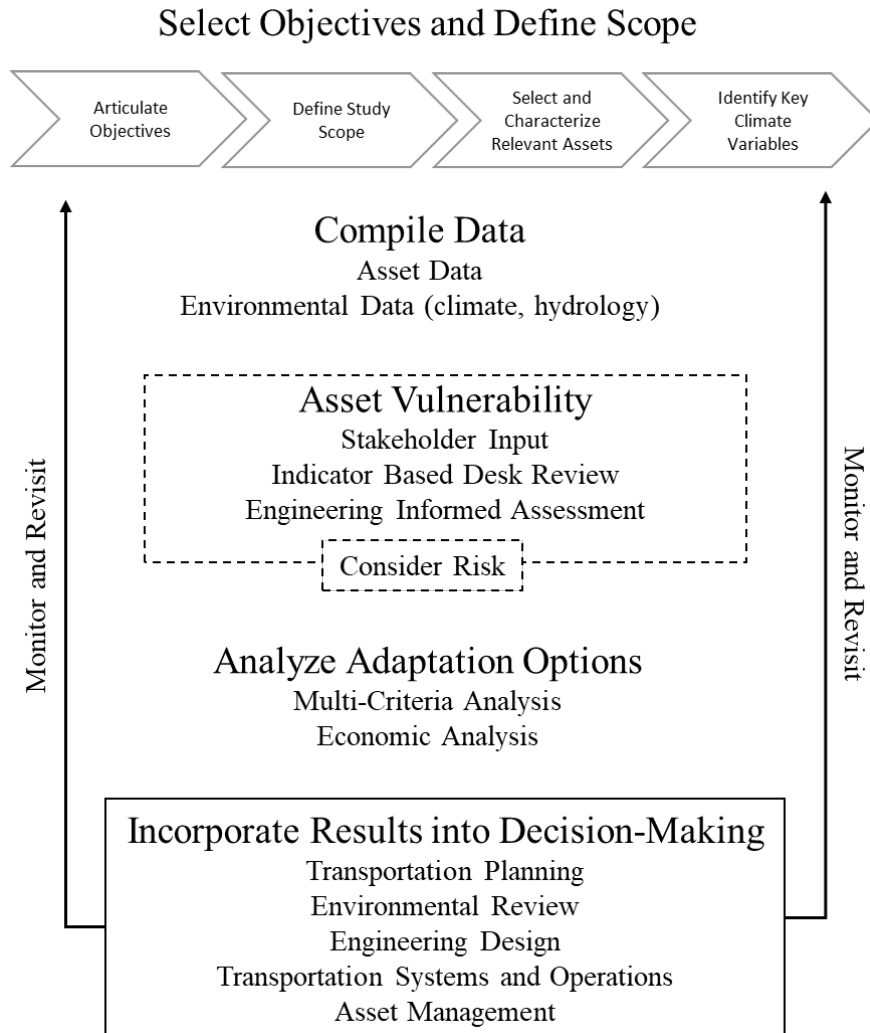 Select Objectives and Define Scope
Articulate
Objectives
Define Study
Scope
Select and
Characterize
Relevant Assets
Identify Key
Climate
Variables
Compile Data
Asset Data
Environmental Data (climate, hydrology)
Asset Vulnerability
Stakeholder Input
Indicator Based Desk Review
Engineering Informed Assessment
Consider Risk
Monitor and Revisit
Monitor and Revisit
Analyze Adaptation Options
Multi-Criteria Analysis
Economic Analysis
Incorporate Results into Decision-Making
Transportation Planning
Environmental Review
Engineering Design
Transportation Systems and Operations
Asset Management